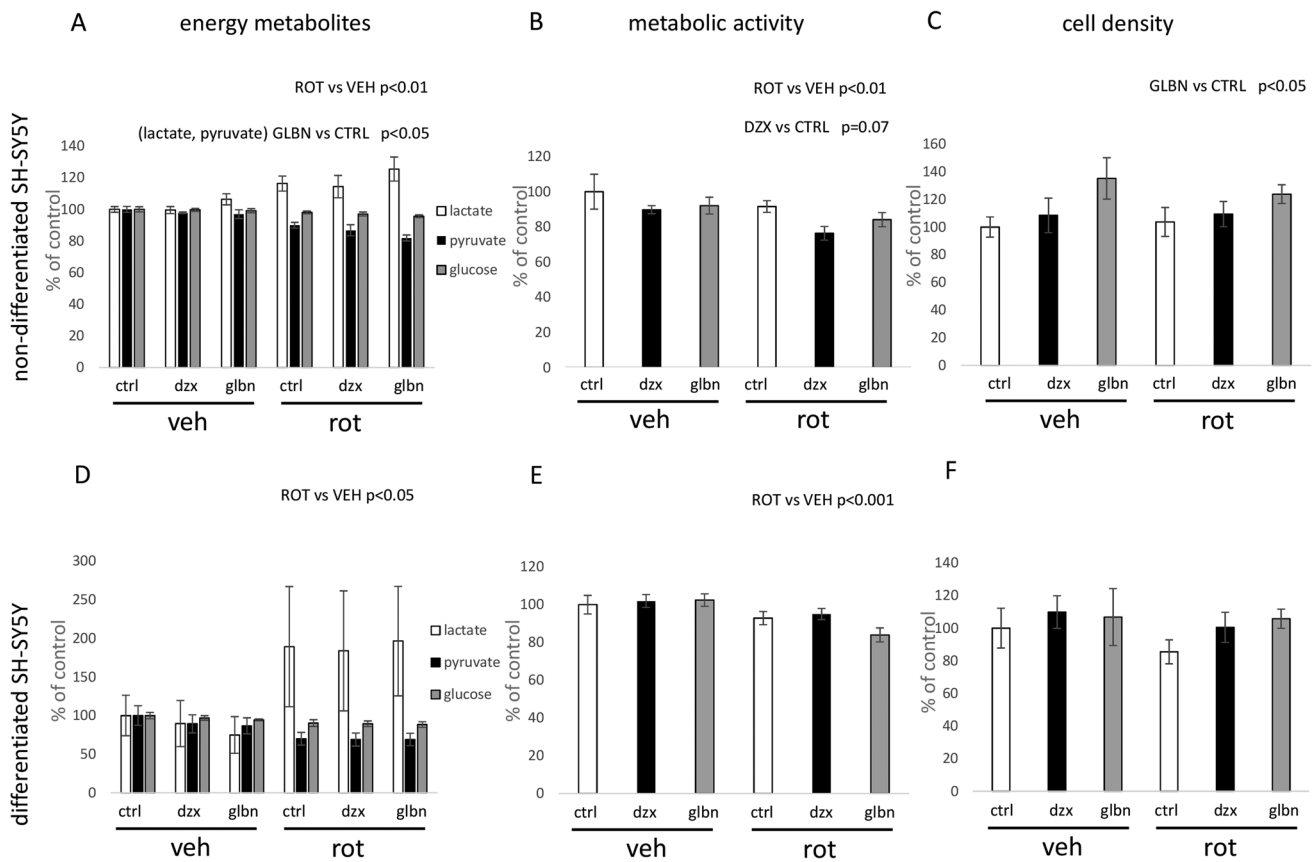 A energy metabolites
B metabolic activity
C cell density
non-differentiated SH-SY5Y
ROT vs VEH p<0.01
(lactate, pyruvate) GLBN vs CTRL p<0.05
% of control
140
120
100
80
60
40
20
0
lactate
pyruvate
glucose
ctrl dzx glbn ctrl dzx glbn
veh rot
ROT vs VEH p<0.01
DZX vs CTRL p=0.07
% of control
120
100
80
60
40
20
0
ctrl dzx glbn ctrl dzx glbn
veh rot
GLBN vs CTRL p<0.05
% of control
160
140
120
100
80
60
40
20
0
ctrl dzx glbn ctrl dzx glbn
veh rot
differentiated SH-SY5Y
D
ROT vs VEH p<0.05
% of control
300
250
200
150
100
50
0
lactate
pyruvate
glucose
ctrl dzx glbn ctrl dzx glbn
veh rot
E
ROT vs VEH p<0.001
% of control
120
100
80
60
40
20
0
ctrl dzx glbn ctrl dzx glbn
veh rot
F
% of control
140
120
100
80
60
40
20
0
ctrl dzx glbn ctrl dzx glbn
veh rot